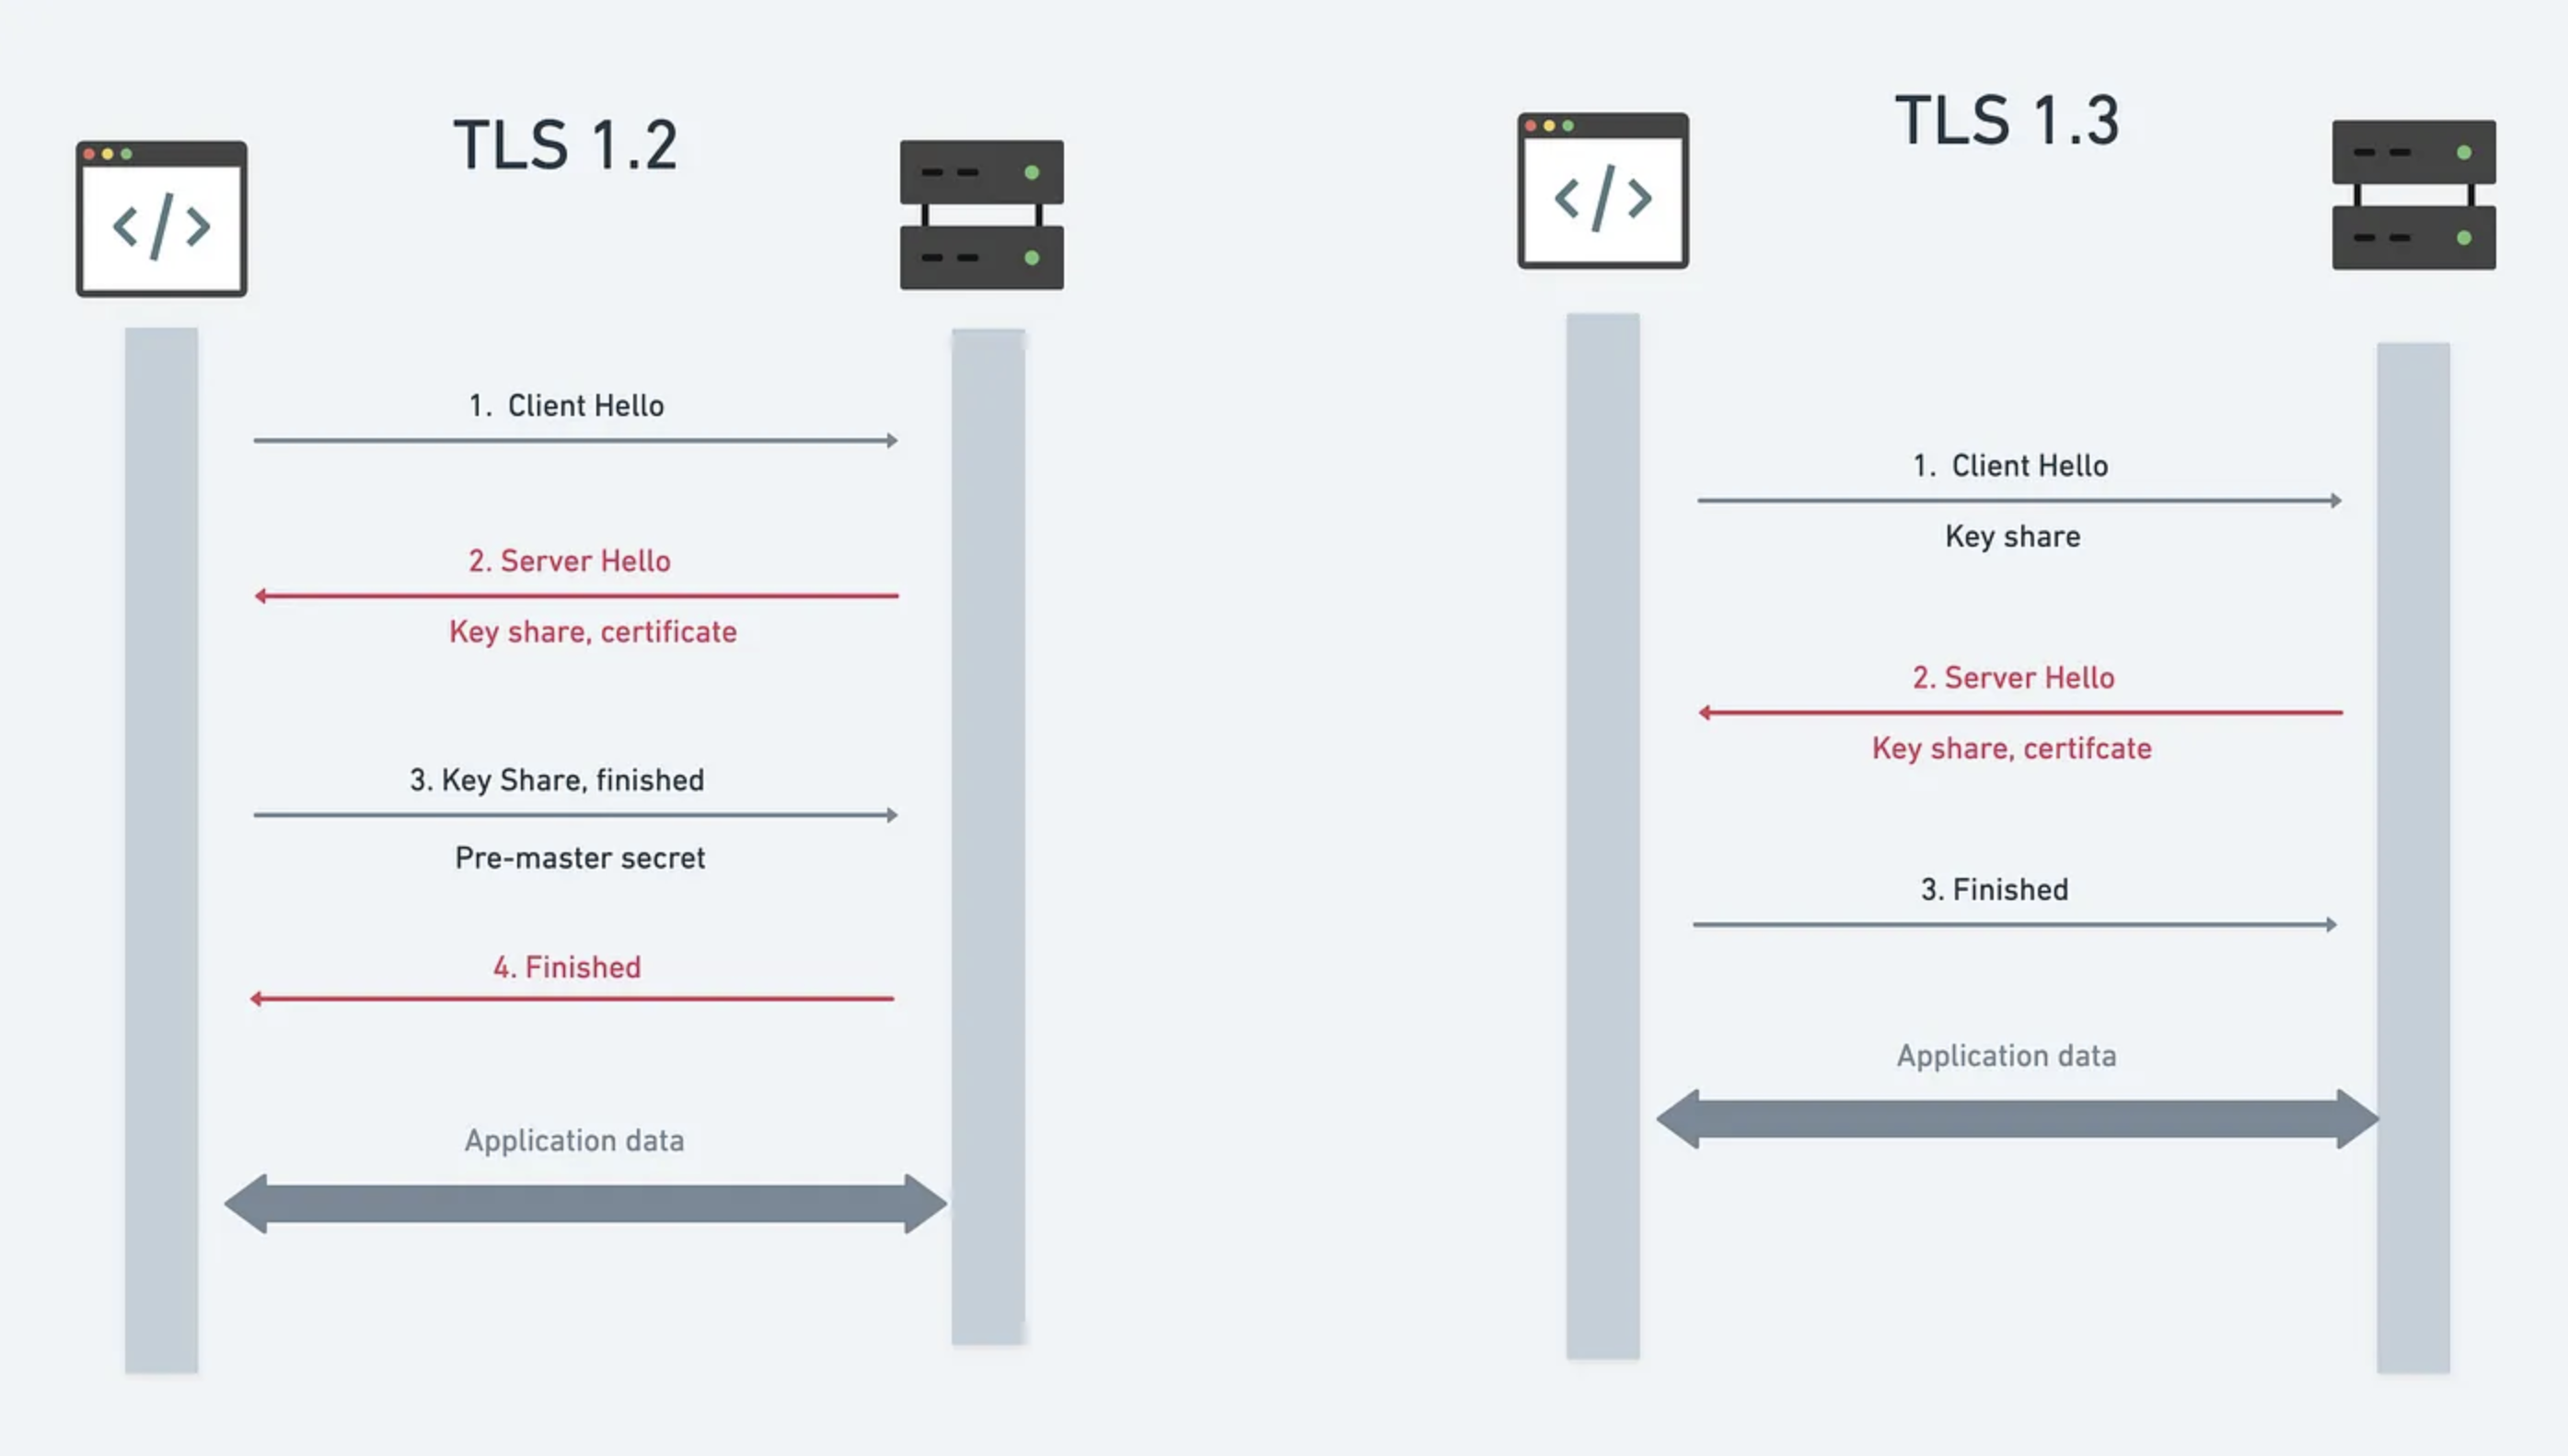 TLS 1.2
</>
1. Client Hello
2. Server Hello
Key share, certificate
3. Key Share, finished
Pre-master secret
4. Finished
Application data
TLS 1.3
</>
1. Client Hello
Key share
2. Server Hello
Key share, certifcate
3. Finished
Application data